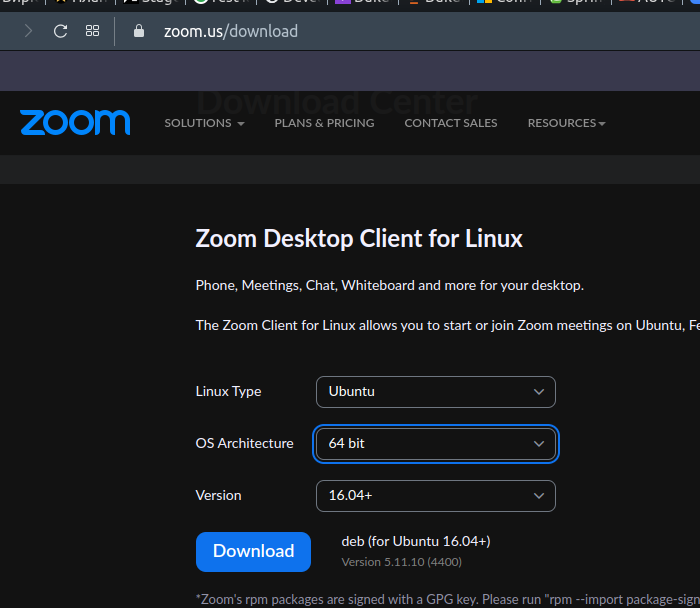 zoom.us/download
Download Center
zoom
SOLUTIONS
PLANS & PRICING
CONTACT SALES
RESOURCES
Zoom Desktop Client for Linux
Phone, Meetings, Chat, Whiteboard and more for your desktop.
The Zoom Client for Linux allows you to start or join Zoom meetings on Ubuntu, Fe
Linux Type
Ubuntu
OS Architecture
64 bit
Version
16.04+
Download
deb (for Ubuntu 16.04+)
Version 5.11.10 (4400)
*Zoom's rpm packages are signed with a GPG key. Please run "rpm --import package-sign